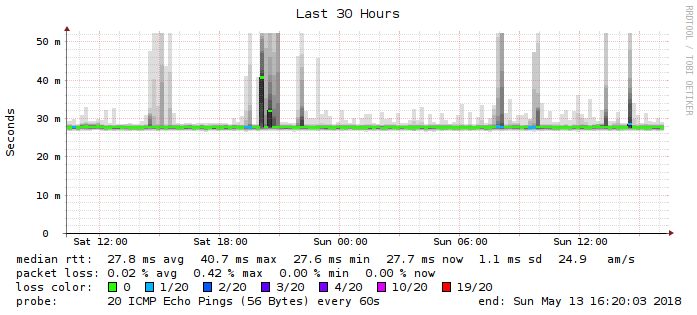 Last 30 Hours
RRDTOOL / TOBI OETIKER
Seconds
50 m
40 m
30 m
20 m
10 m
0
Sat 12:00 Sat 18:00 Sun 00:00 Sun 06:00 Sun 12:00
median rtt: 27.8 ms avg 40.7 ms max 27.6 ms min 27.7 ms now 1.1 ms sd 24.9 am/s
packet loss: 0.02 % avg 0.42 % max 0.00 % min 0.00 % now
loss color: 0 1/20 2/20 3/20 4/20 10/20 19/20
probe: 20 ICMP Echo Pings (56 Bytes) every 60s end: Sun May 13 16:20:03 2018